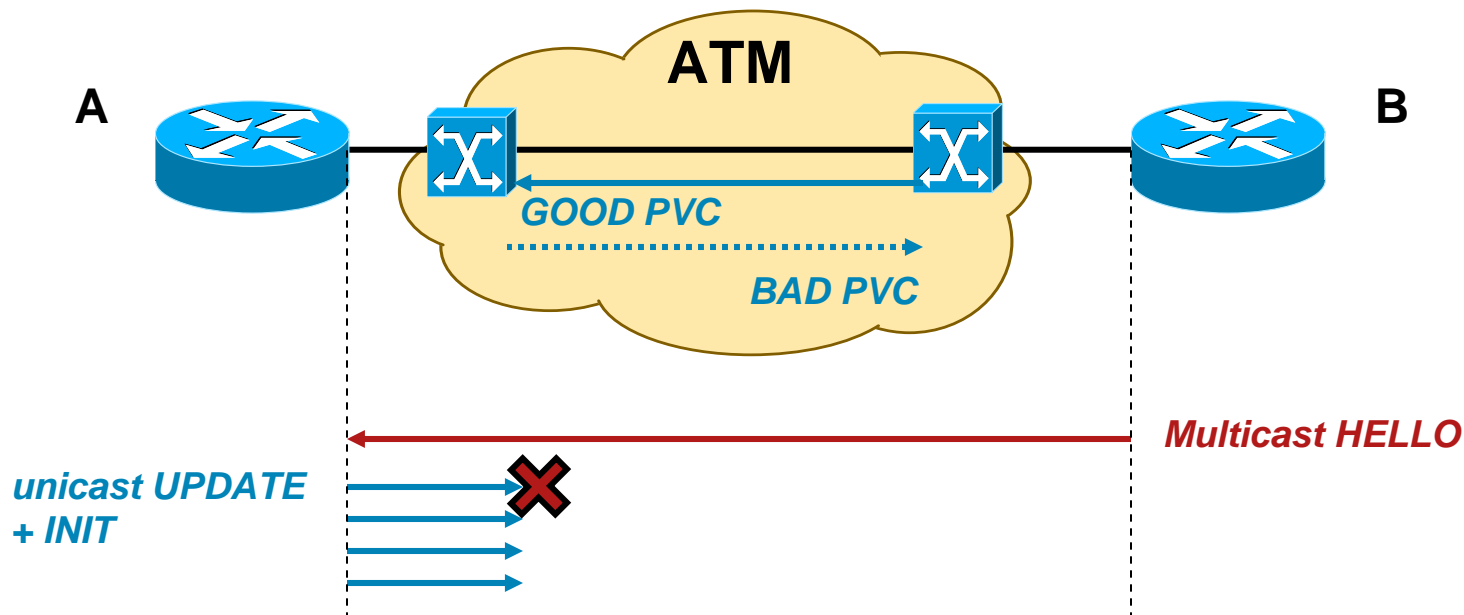 ATM
A
B
GOOD PVC
BAD PVC
Multicast HELLO
unicast UPDATE
+ INIT